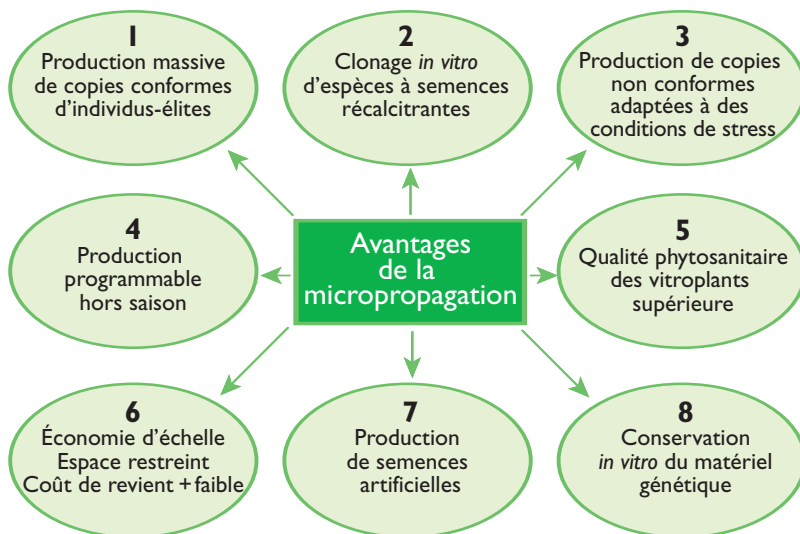 1
Production massive
de copies conformes
d'individus-élites
2
Clonage in vitro
d'espèces à semences
récalcitrantes
3
Production de copies
non conformes
adaptées à des
conditions de stress
4
Production
programmable
hors saison
Avantages
de la
micropropagation
5
Qualité phytosanitaire
des vitroplants
supérieure
6
Économie d'échelle
Espace restreint
Coût de revient + faible
7
Production
de semences
artificielles
8
Conservation
in vitro du matériel
génétique